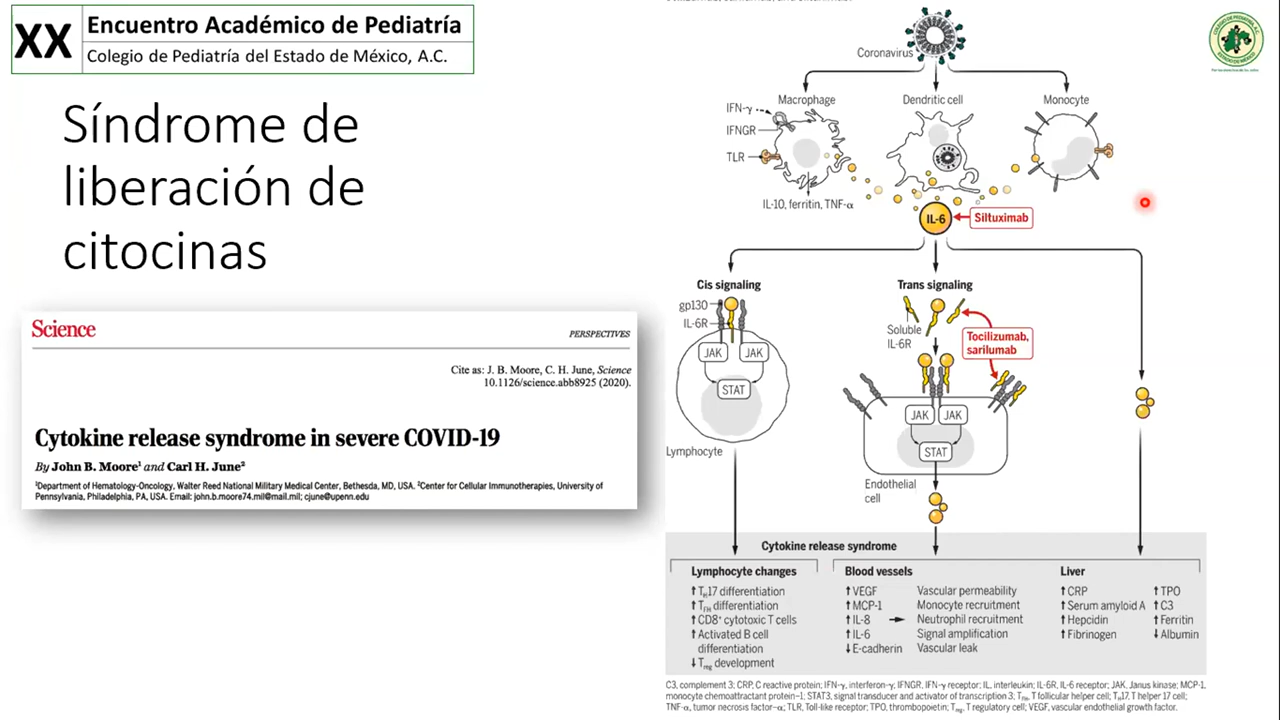 XX
Encuentro Académico de Pediatría
Colegio de Pediatría del Estado de México, A.C.
Síndrome de
liberación de
citocinas
Science
PERSPECTIVES
Cite as: J. B. Moore, C. H. June, Science
10.1126/science.abb8925 (2020).
Cytokine release syndrome in severe COVID-19
By John B. Moore¹ and Carl H. June²
¹Department of Hematology-Oncology, Walter Reed National Military Medical Center, Bethesda, MD, USA. ²Center for Cellular Immunotherapies, University of
Pennsylvania, Philadelphia, PA, USA. Email: john.b.moore74.mil@mail.mil; cjune@upenn.edu
Coronavirus
Macrophage
Dendritic cell
Monocyte
IFN-γ
IFNGR
TLR
IL-10, ferritin, TNF-α
IL-6
Siltuximab
Cis signaling
Trans signaling
gp130
IL-6R
Soluble
IL-6R
Tocilizumab,
sarilumab
JAK JAK
STAT
JAK JAK
STAT
Lymphocyte
Endothelial
cell
Cytokine release syndrome
Lymphocyte changes
↑ TH17 differentiation
↑ TFH differentiation
↑ CD8⁺ cytotoxic T cells
↑ Activated B cell
differentiation
↓ Treg development
Blood vessels
↑ VEGF Vascular permeability
↑ MCP-1 Monocyte recruitment
↑ IL-8 → Neutrophil recruitment
↑ IL-6 Signal amplification
↓ E-cadherin Vascular leak
Liver
↑ CRP ↑ TPO
↑ Serum amyloid A ↑ C3
↑ Hepcidin ↑ Ferritin
↑ Fibrinogen ↓ Albumin
C3, complement 3; CRP, C reactive protein; IFN-γ, interferon-γ; IFNGR, IFN-γ receptor; IL, interleukin; IL-6R, IL-6 receptor; JAK, Janus kinase; MCP-1,
monocyte chemoattractant protein-1; STAT3, signal transducer and activator of transcription 3; TFH, T follicular helper cell; TH17, T helper 17 cell;
TNF-α, tumor necrosis factor-α; TLR, Toll-like receptor; TPO, thrombopoietin; Treg, T regulatory cell; VEGF, vascular endothelial growth factor.